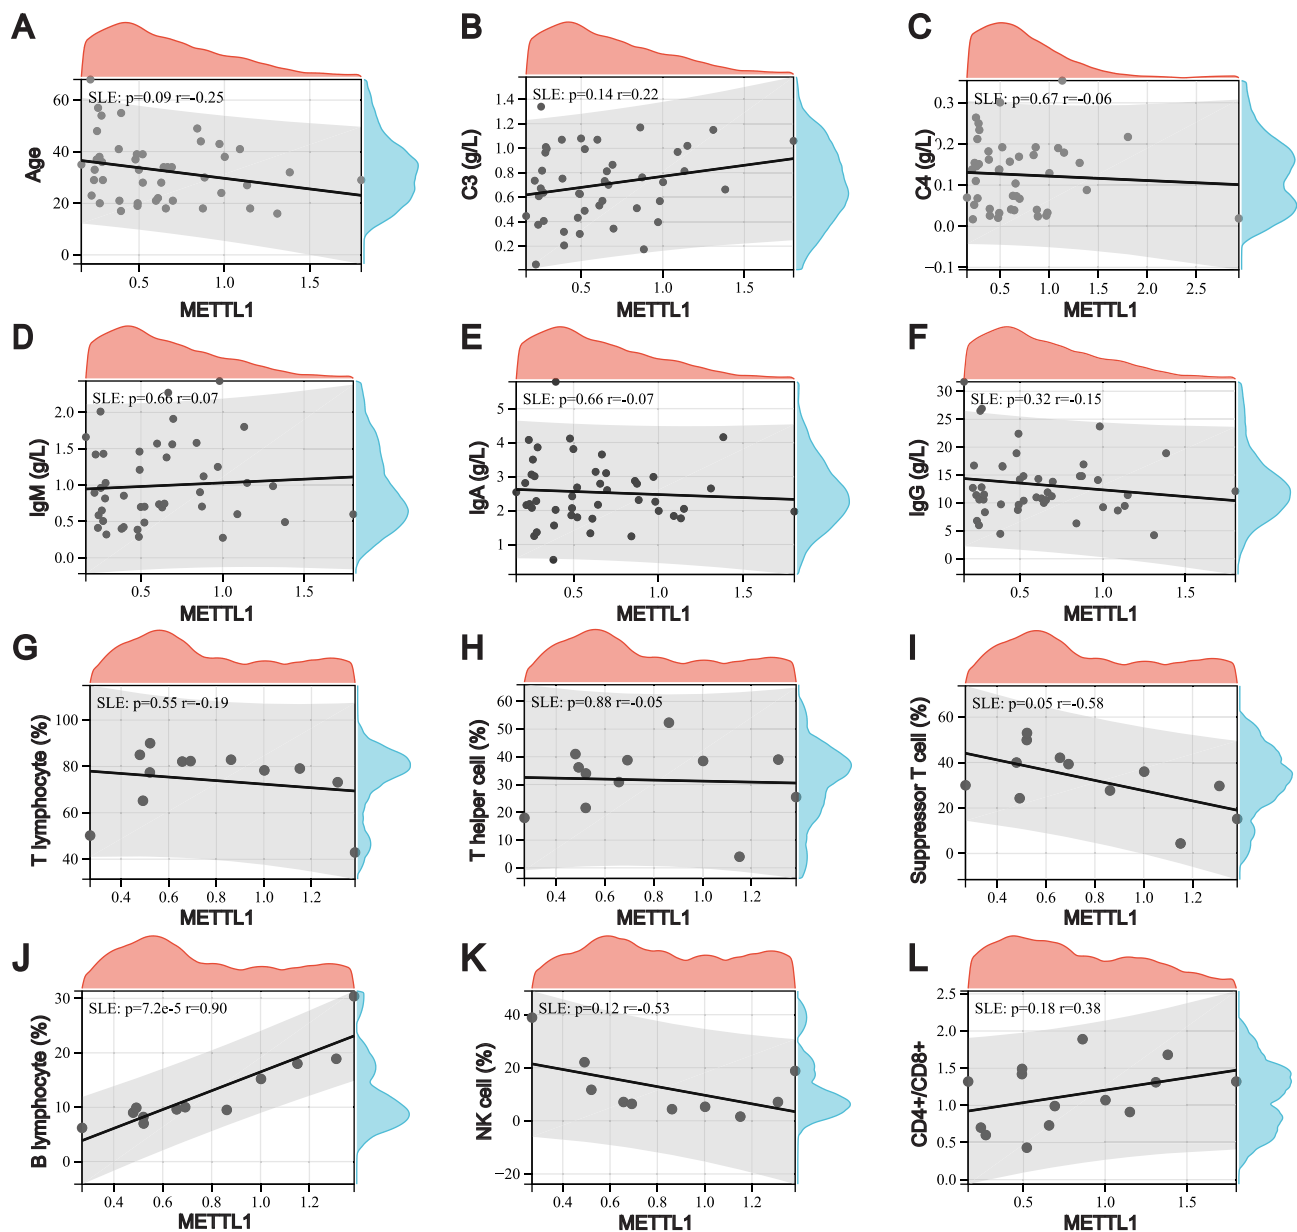 A
SLE: p=0.09 r=-0.25
Age
60
40
20
0
0.5
1.0
1.5
METTL1
B
SLE: p=0.14 r=0.22
C3 (g/L)
1.4
1.2
1.0
0.8
0.6
0.4
0.2
0.5
1.0
1.5
METTL1
C
SLE: p=0.67 r=-0.06
C4 (g/L)
0.3
0.2
0.1
0.0
−0.1
0.5
1.0
1.5
2.0
2.5
METTL1
D
SLE: p=0.66 r=0.07
IgM (g/L)
2.0
1.5
1.0
0.5
0.0
0.5
1.0
1.5
METTL1
E
SLE: p=0.66 r=-0.07
IgA (g/L)
5
4
3
2
1
0.5
1.0
1.5
METTL1
F
SLE: p=0.32 r=-0.15
IgG (g/L)
30
25
20
15
10
5
0
0.5
1.0
1.5
METTL1
G
SLE: p=0.55 r=-0.19
T lymphocyte (%)
100
80
60
40
0.4
0.6
0.8
1.0
1.2
METTL1
H
SLE: p=0.88 r=-0.05
T helper cell (%)
60
50
40
30
20
10
0
0.4
0.6
0.8
1.0
1.2
METTL1
I
SLE: p=0.05 r=-0.58
Suppressor T cell (%)
60
40
20
0
0.4
0.6
0.8
1.0
1.2
METTL1
J
SLE: p=7.2e-5 r=0.90
B lymphocyte (%)
30
20
10
0
0.4
0.6
0.8
1.0
1.2
METTL1
K
SLE: p=0.12 r=-0.53
NK cell (%)
40
20
0
−20
0.4
0.6
0.8
1.0
1.2
METTL1
L
SLE: p=0.18 r=0.38
CD4+/CD8+
2.5
2.0
1.5
1.0
0.5
0.0
0.5
1.0
1.5
METTL1